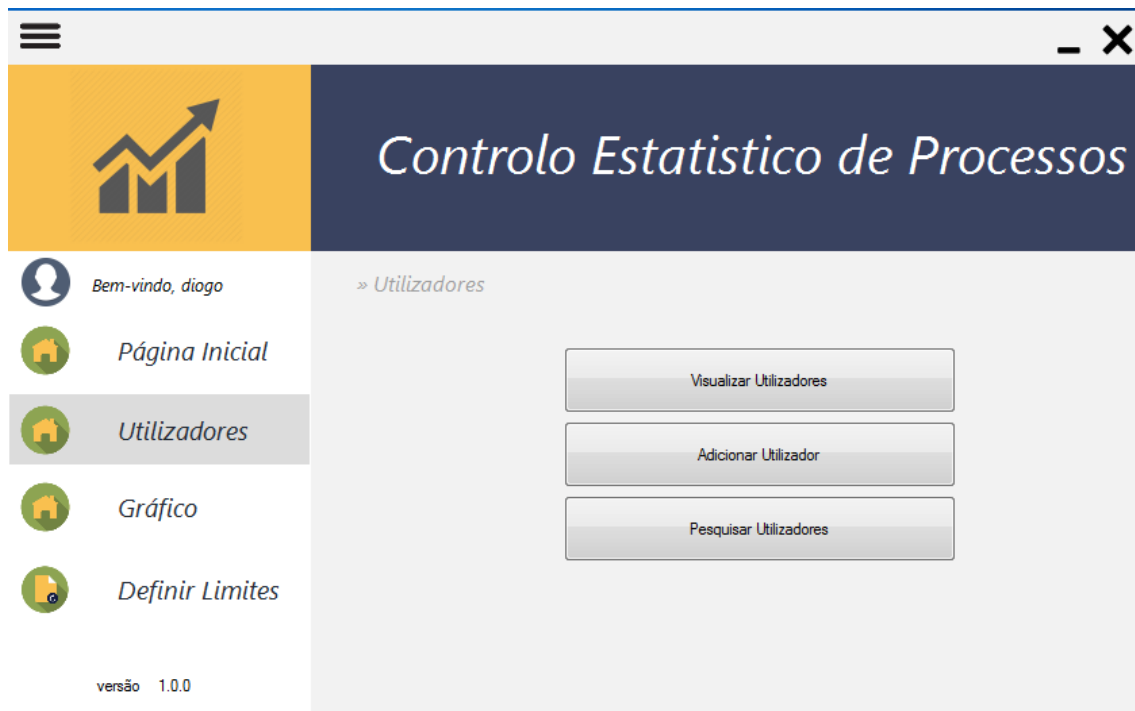 Controlo Estatistico de Processos
Bem-vindo, diogo
Página Inicial
Utilizadores
Gráfico
Definir Limites
versão 1.0.0
» Utilizadores
Visualizar Utilizadores
Adicionar Utilizador
Pesquisar Utilizadores